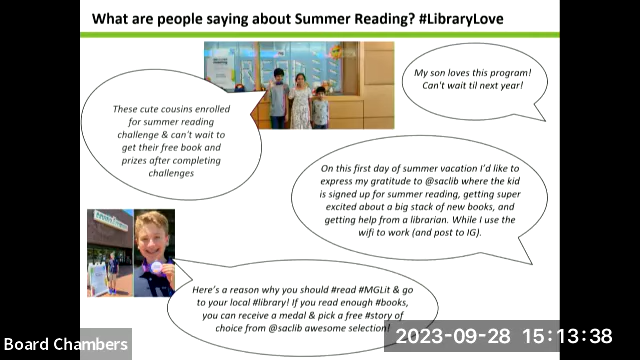 What are people saying about Summer Reading? #LibraryLove
My son loves this program!
Can't wait til next year!
These cute cousins enrolled
for summer reading
challenge & can't wait to
get their free book and
prizes after completing
challenges
On this first day of summer vacation I'd like to
express my gratitude to @saclib where the kid
is signed up for summer reading, getting super
excited about a big stack of new books, and
getting help from a librarian. While I use the
wifi to work (and post to IG).
Here's a reason why you should #read #MGLit & go
to your local #library! If you read enough #books,
you can receive a medal & pick a free #story of
choice from @saclib awesome selection!
Board Chambers
2023-09-28 15:13:38